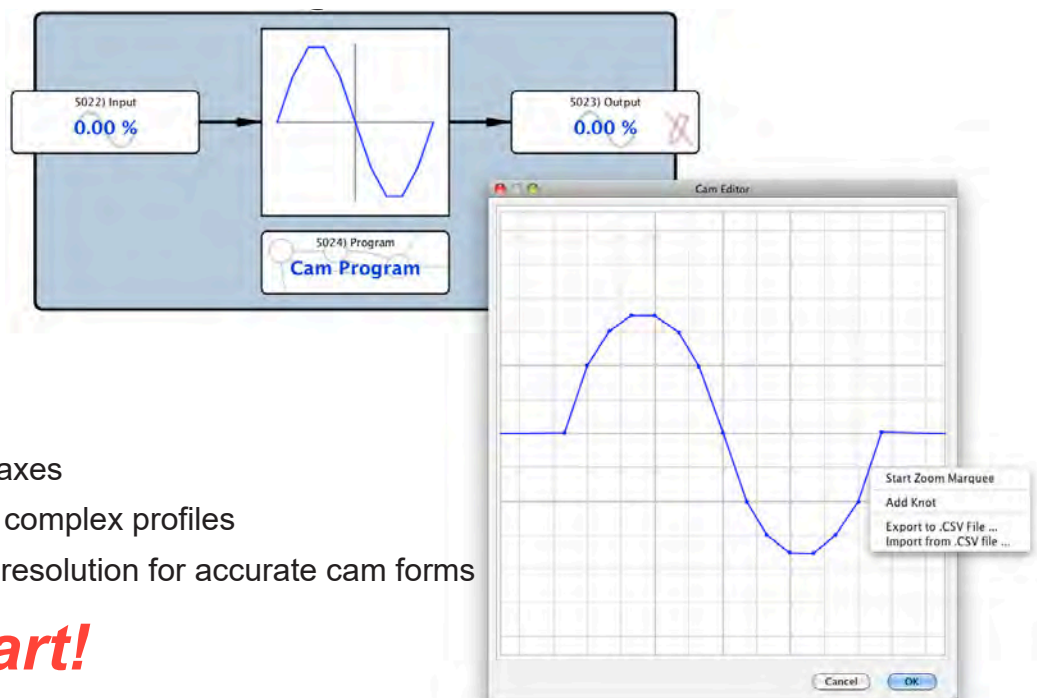 5022) Input
0.00 %
5023) Output
0.00 %
5024) Program
Cam Program
Cam Editor
Start Zoom Marquee
Add Knot
Export to .CSV File ...
Import from .CSV file ...
axes
complex profiles
resolution for accurate cam forms
art!
Cancel
OK